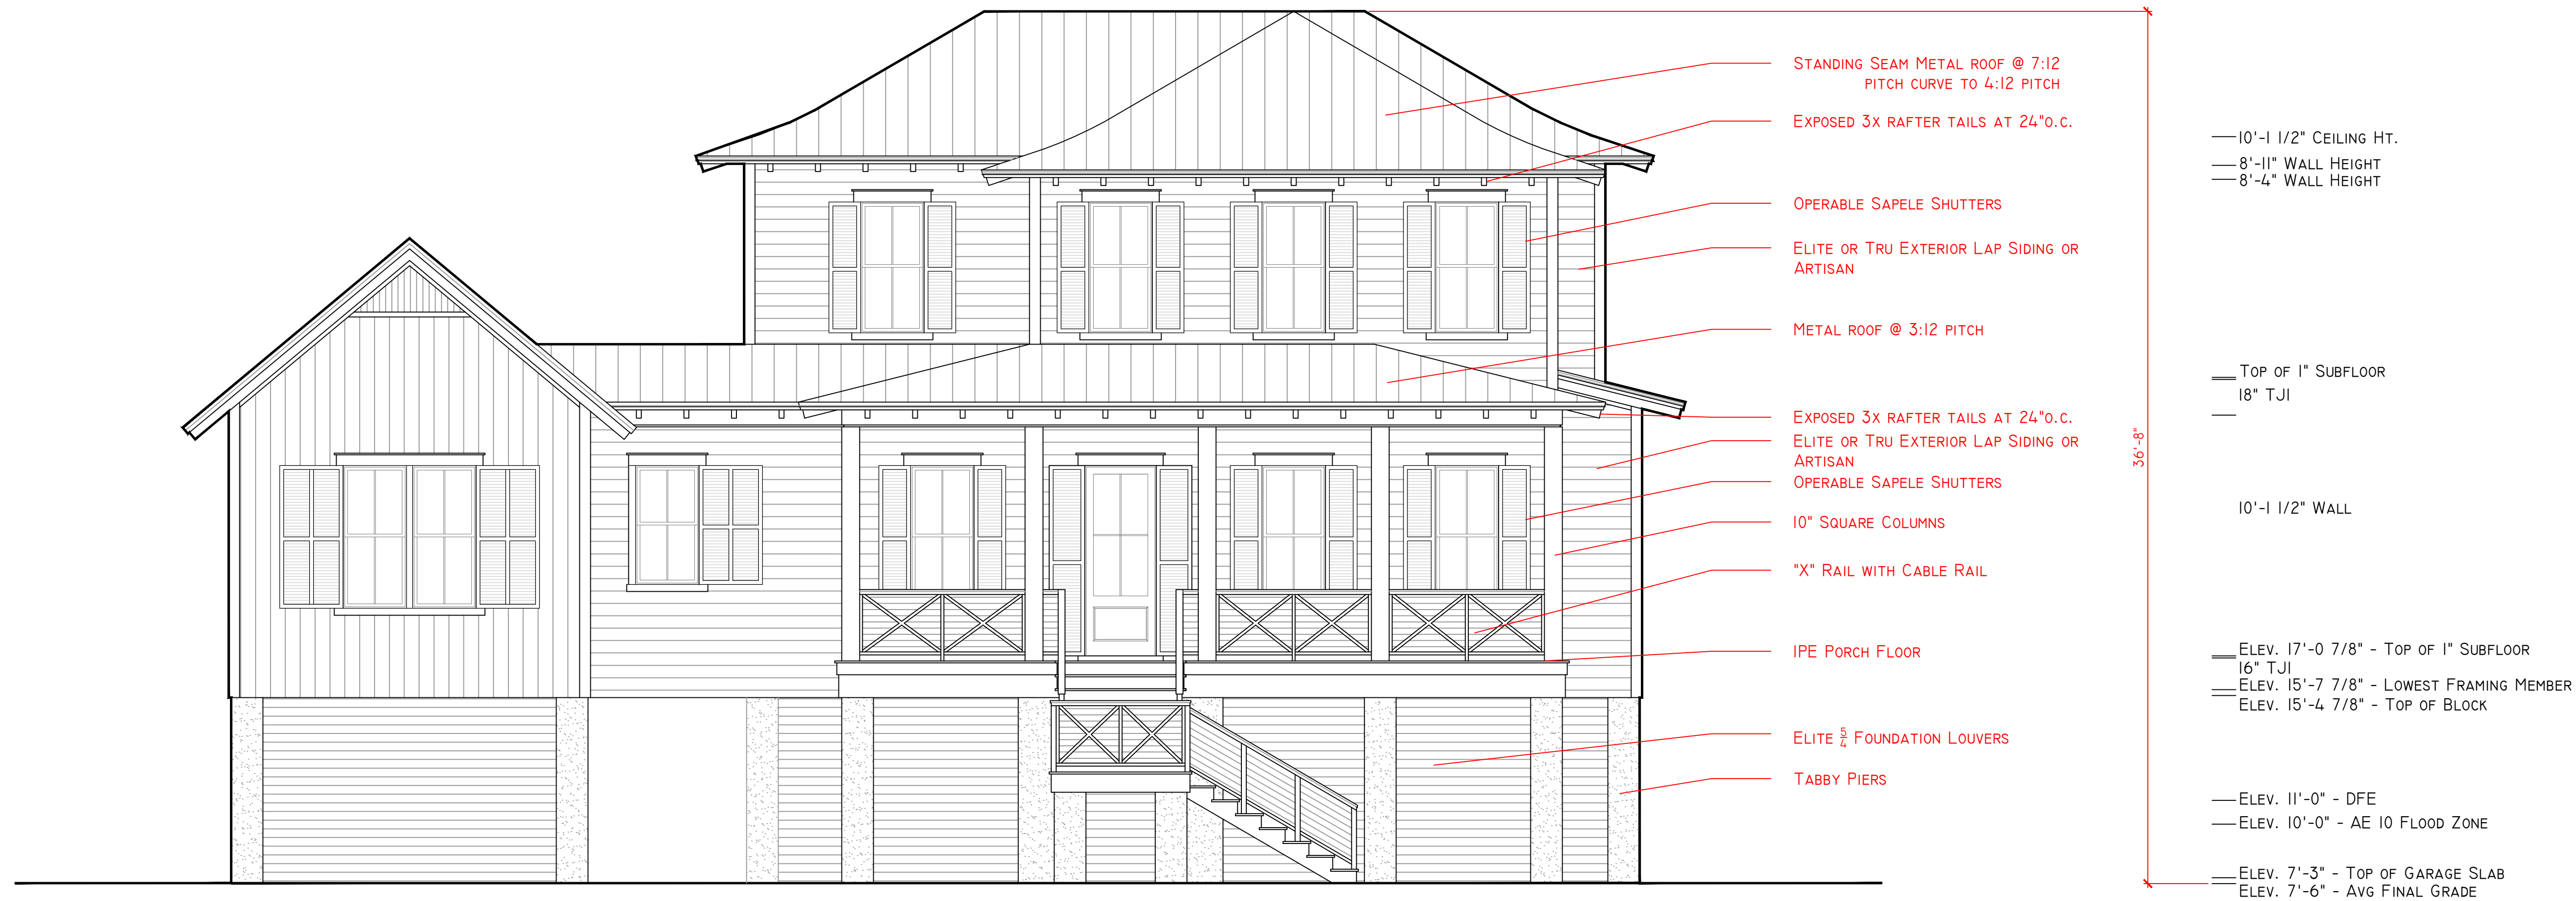 Standing Seam Metal roof @ 7:12
pitch curve to 4:12 pitch
Exposed 3x rafter tails at 24"o.c.
Operable Sapele Shutters
Elite or Tru Exterior Lap Siding or
Artisan
Metal roof @ 3:12 pitch
Exposed 3x rafter tails at 24"o.c.
Elite or Tru Exterior Lap Siding or
Artisan
Operable Sapele Shutters
10" Square Columns
"X" Rail with Cable Rail
IPE Porch Floor
Elite 5/4 Foundation Louvers
Tabby Piers
36'-8"
10'-1 1/2" Ceiling Ht.
8'-11" Wall Height
8'-4" Wall Height
Top of 1" Subfloor
18" TJI
10'-1 1/2" Wall
Elev. 17'-0 7/8" - Top of 1" Subfloor
16" TJI
Elev. 15'-7 7/8" - Lowest Framing Member
Elev. 15'-4 7/8" - Top of Block
Elev. 11'-0" - DFE
Elev. 10'-0" - AE 10 Flood Zone
Elev. 7'-3" - Top of Garage Slab
Elev. 7'-6" - Avg Final Grade